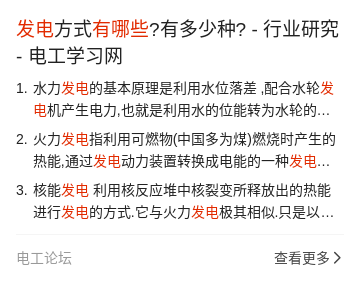 发电方式有哪些?有多少种? - 行业研究
- 电工学习网
1. 水力发电的基本原理是利用水位落差 ,配合水轮发
电机产生电力,也就是利用水的位能转为水轮的…
2. 火力发电指利用可燃物(中国多为煤)燃烧时产生的
热能,通过发电动力装置转换成电能的一种发电…
3. 核能发电 利用核反应堆中核裂变所释放出的热能
进行发电的方式.它与火力发电极其相似.只是以…
电工论坛
查看更多